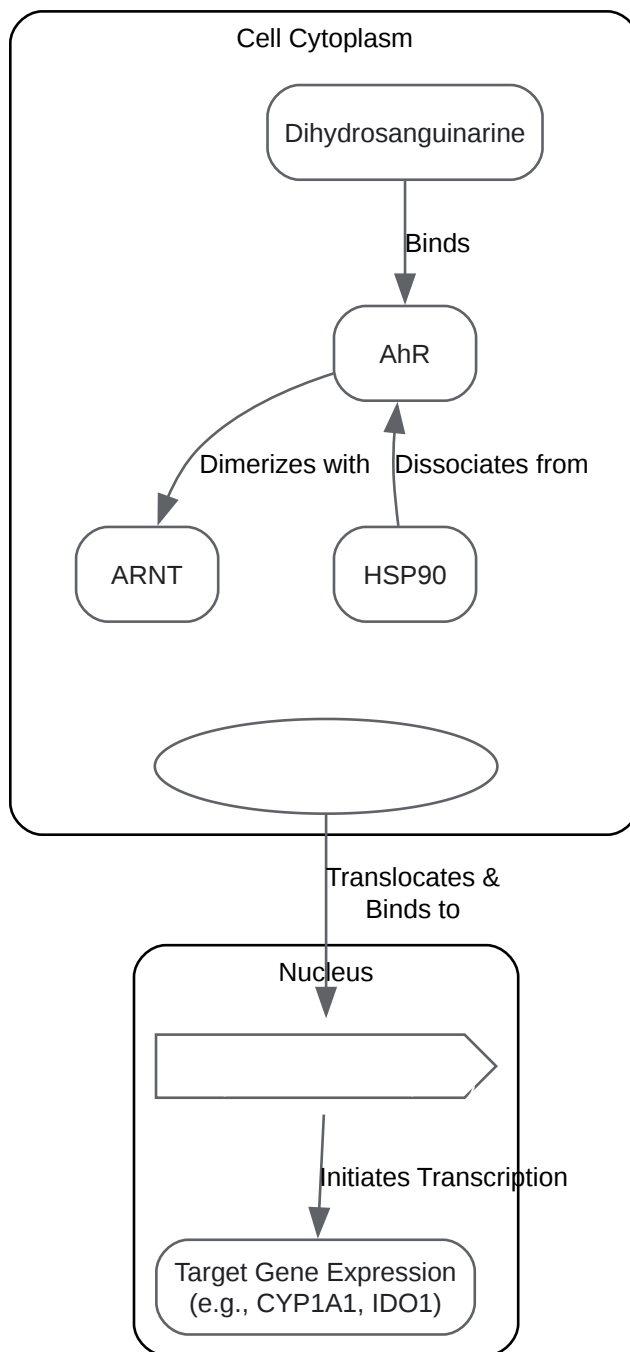 Cell Cytoplasm
Dihydrosanguinarine
Binds
AhR
Dimerizes with
Dissociates from
ARNT
HSP90
Translocates &
Binds to
Nucleus
Initiates Transcription
Target Gene Expression
(e.g., CYP1A1, IDO1)